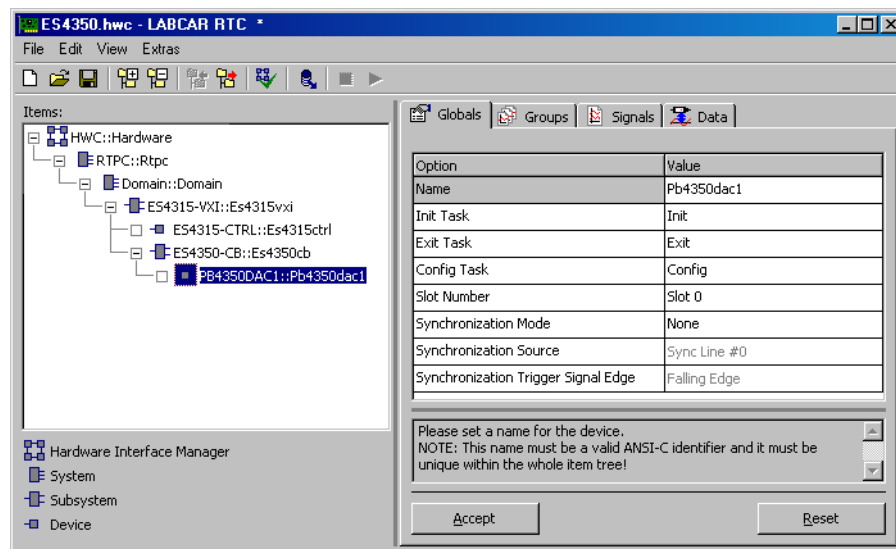 ES4350.hwc - LABCAR RTC *
File Edit View Extras
Items:
HWC::Hardware
RTPC::Rtpc
Domain::Domain
ES4315-VXI::Es4315vxi
ES4315-CTRL::Es4315ctrl
ES4350-CB::Es4350cb
PB4350DAC1::Pb4350dac1
Hardware Interface Manager
System
Subsystem
Device
Globals Groups Signals Data
Option Value
Name Pb4350dac1
Init Task Init
Exit Task Exit
Config Task Config
Slot Number Slot 0
Synchronization Mode None
Synchronization Source Sync Line #0
Synchronization Trigger Signal Edge Falling Edge
Please set a name for the device.
NOTE: This name must be a valid ANSI-C identifier and it must be
unique within the whole item tree!
Accept Reset